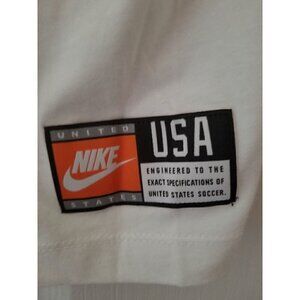 UNITED
NIKE
STATES
USA
ENGINEERED TO THE
EXACT SPECIFICATIONS OF
UNITED STATES SOCCER.